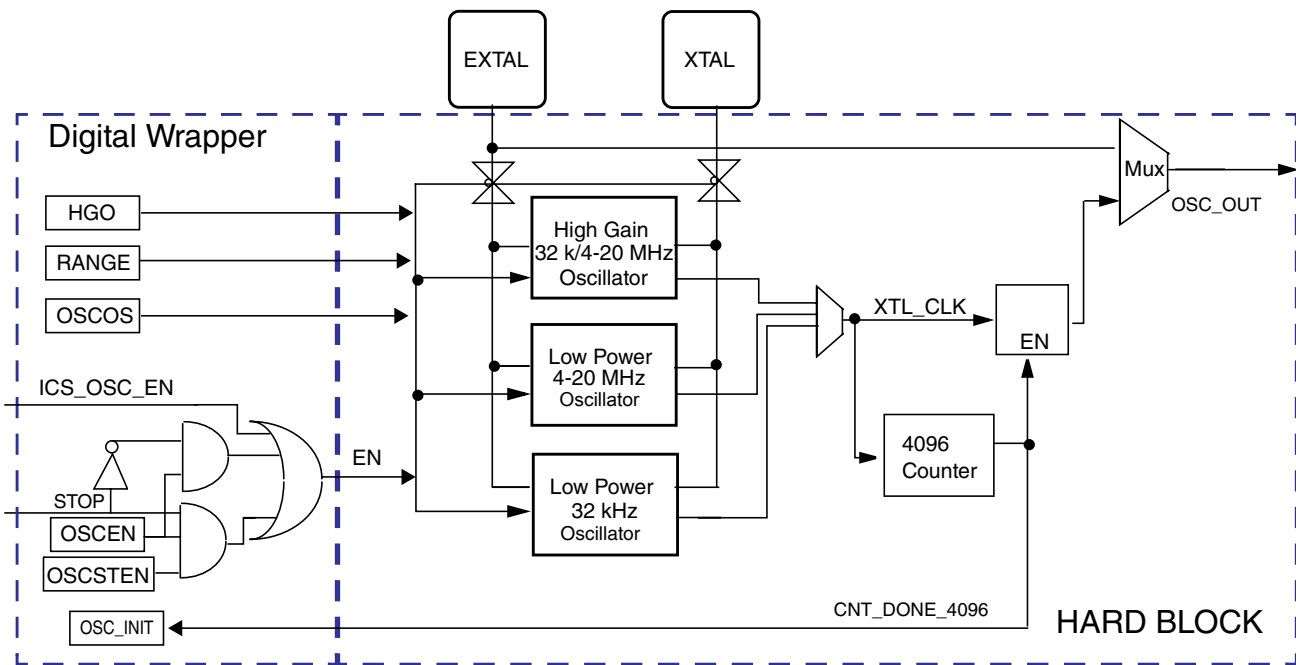 EXTAL
XTAL
Digital Wrapper
Mux
OSC_OUT
HGO
RANGE
OSCOS
High Gain
32 k/4-20 MHz
Oscillator
XTL_CLK
EN
Low Power
4-20 MHz
Oscillator
ICS_OSC_EN
EN
4096
Counter
STOP
OSCEN
OSCSTEN
Low Power
32 kHz
Oscillator
OSC_INIT
CNT_DONE_4096
HARD BLOCK